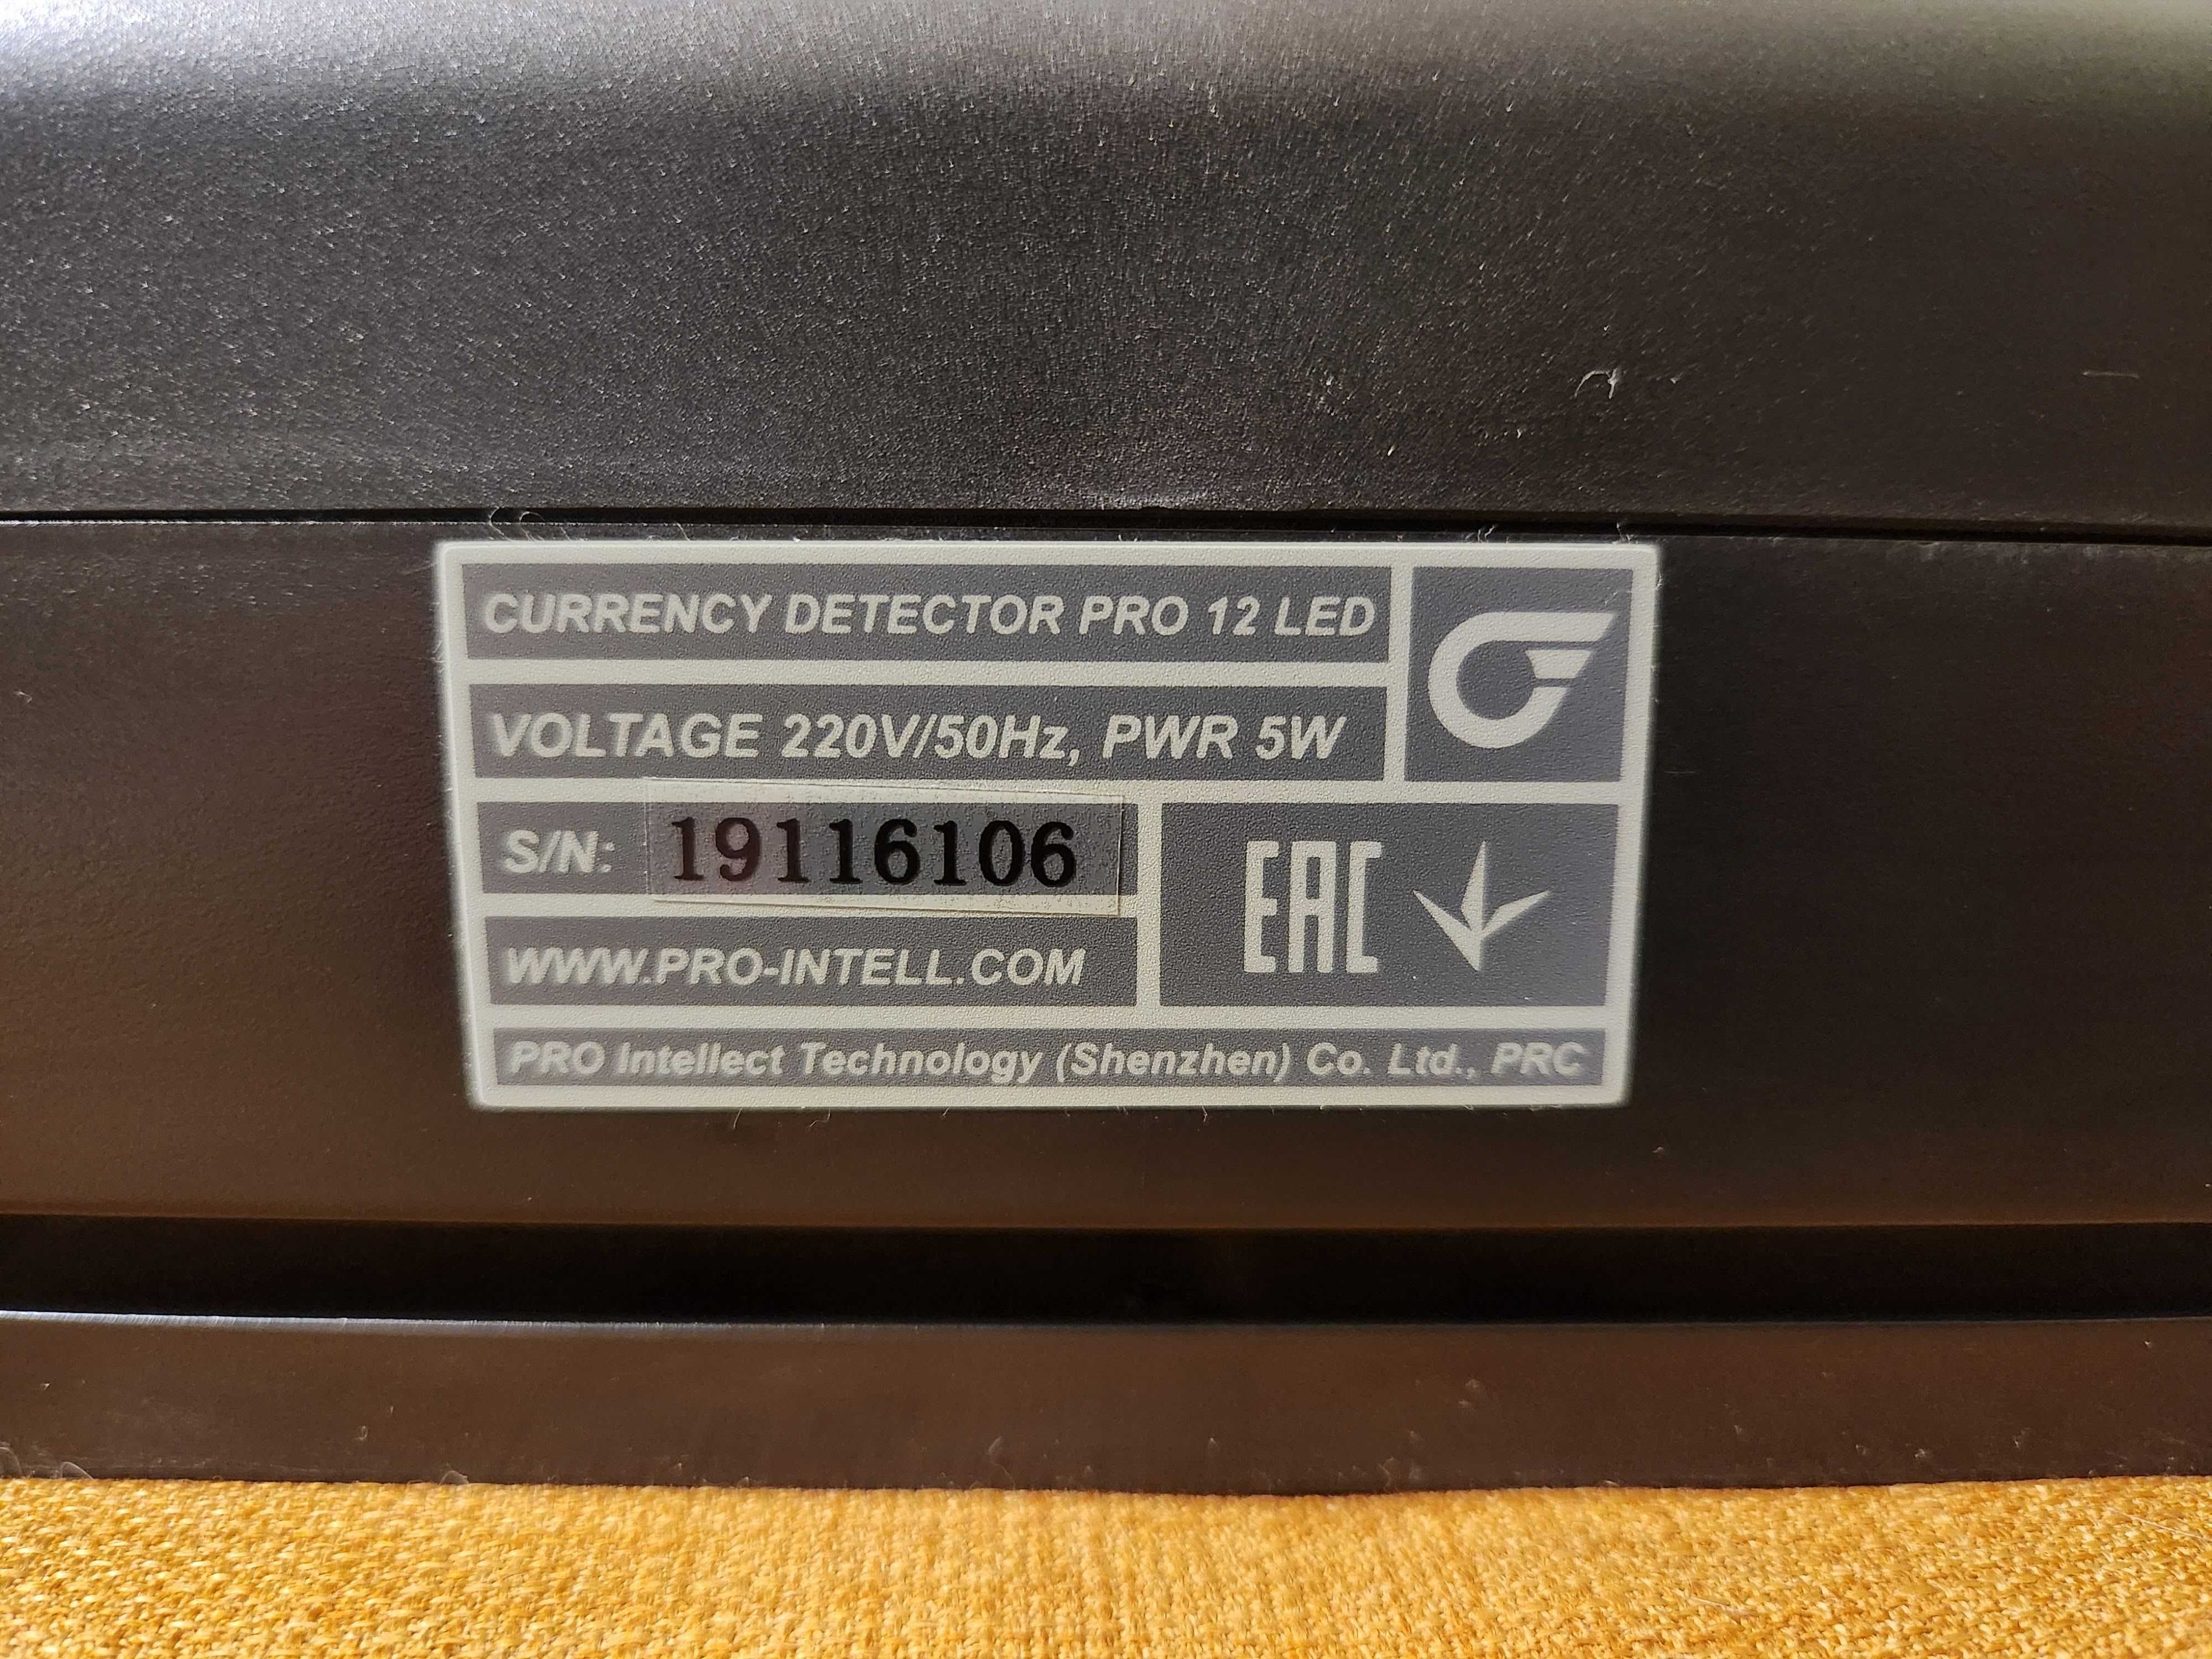 CURRENCY DETECTOR PRO 12 LED
VOLTAGE 220V/50Hz, PWR 5W
S/N: 19116106
EAC
WWW.PRO-INTELL.COM
PRO Intellect Technology (Shenzhen) Co. Ltd., PRC